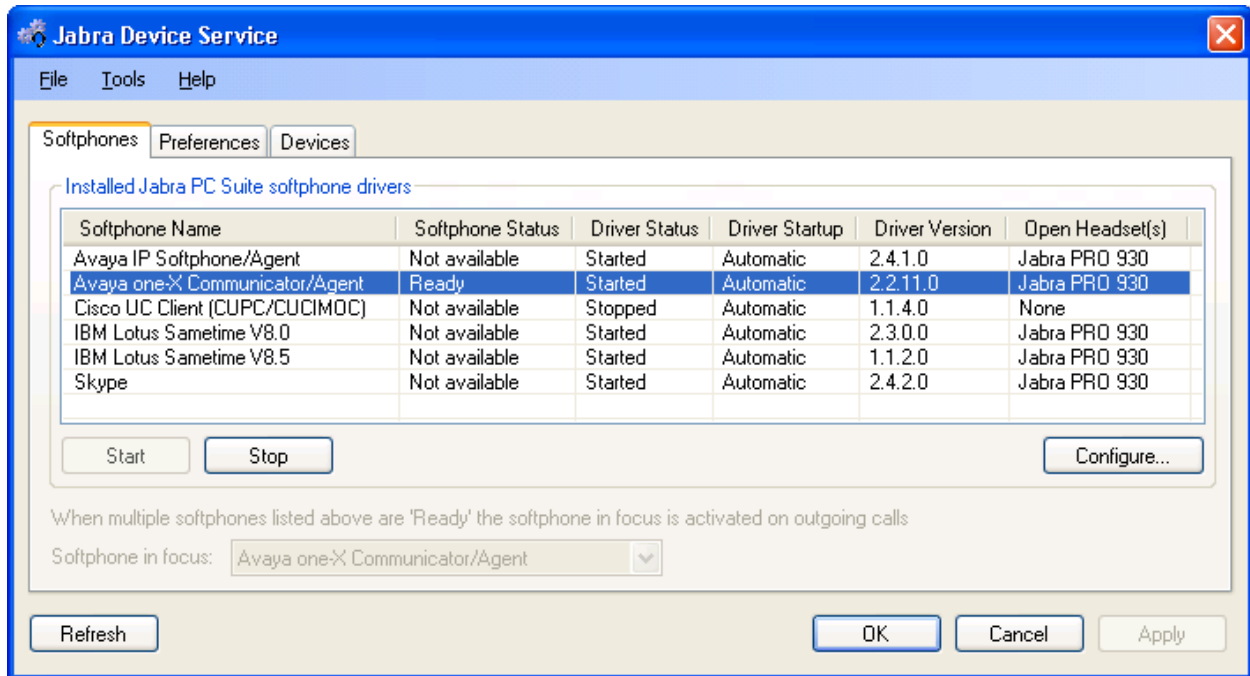 Jabra Device Service
File Tools Help
Softphones Preferences Devices
Installed Jabra PC Suite softphone drivers
Softphone Name Softphone Status Driver Status Driver Startup Driver Version Open Headset(s)
Avaya IP Softphone/Agent Not available Started Automatic 2.4.1.0 Jabra PRO 930
Avaya one-X Communicator/Agent Ready Started Automatic 2.2.11.0 Jabra PRO 930
Cisco UC Client (CUPC/CUCIMOC) Not available Stopped Automatic 1.1.4.0 None
IBM Lotus Sametime V8.0 Not available Started Automatic 2.3.0.0 Jabra PRO 930
IBM Lotus Sametime V8.5 Not available Started Automatic 1.1.2.0 Jabra PRO 930
Skype Not available Started Automatic 2.4.2.0 Jabra PRO 930
Start Stop Configure...
When multiple softphones listed above are 'Ready' the softphone in focus is activated on outgoing calls
Softphone in focus: Avaya one-X Communicator/Agent
Refresh OK Cancel Apply